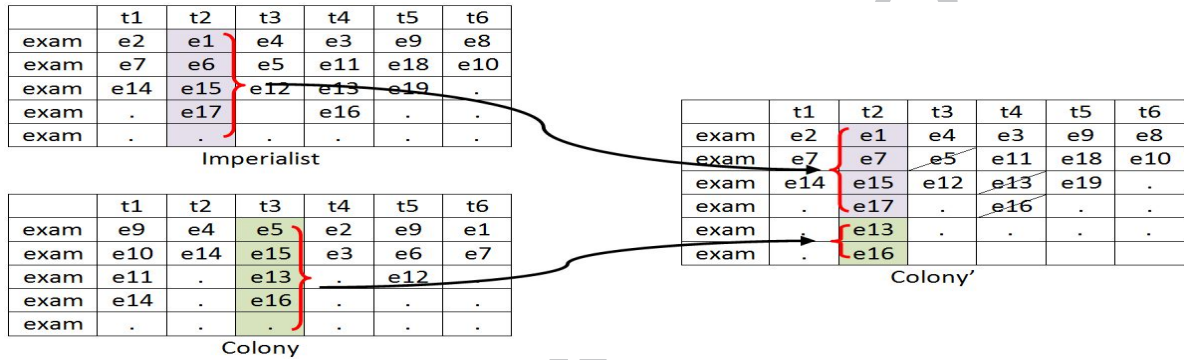 t1 t2 t3 t4 t5 t6
exam e2 e1 e4 e3 e9 e8
exam e7 e6 e5 e11 e18 e10
exam e14 e15 e12 e13 e19 .
exam . e17 . e16 . .
exam . . . . . .
Imperialist
t1 t2 t3 t4 t5 t6
exam e9 e4 e5 e2 e9 e1
exam e10 e14 e15 e3 e6 e7
exam e11 . e13 . e12 .
exam e14 . e16 . . .
exam . . . . . .
Colony
t1 t2 t3 t4 t5 t6
exam e2 e1 e4 e3 e9 e8
exam e7 e7 e5 e11 e18 e10
exam e14 e15 e12 e13 e19 .
exam . e17 . e16 . .
exam . e13
exam . e16
Colony’